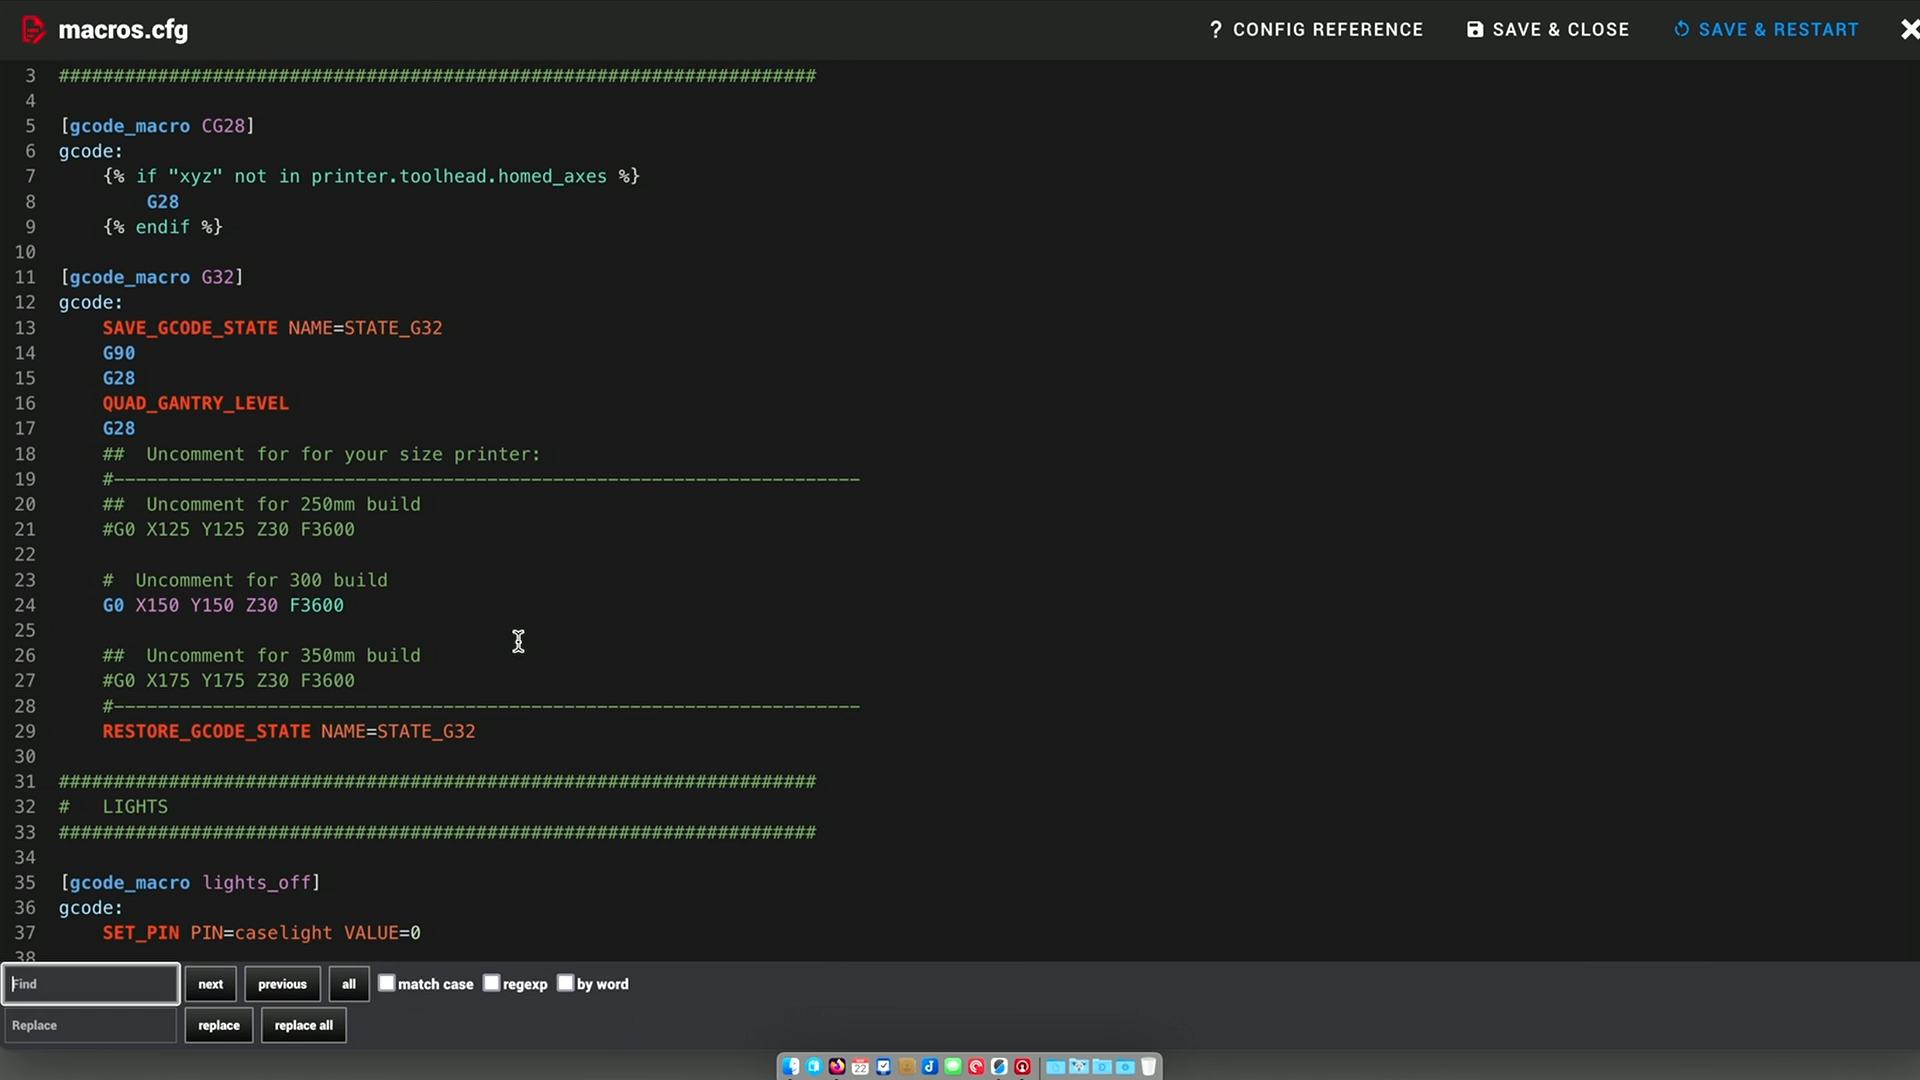 macros.cfg
? CONFIG REFERENCE
SAVE & CLOSE
SAVE & RESTART
3 #####################################################################
4
5 [gcode_macro CG28]
6 gcode:
7     {% if "xyz" not in printer.toolhead.homed_axes %}
8         G28
9     {% endif %}
10
11 [gcode_macro G32]
12 gcode:
13     SAVE_GCODE_STATE NAME=STATE_G32
14     G90
15     G28
16     QUAD_GANTRY_LEVEL
17     G28
18     ##  Uncomment for for your size printer:
19     #--------------------------------------------------------------------
20     ##  Uncomment for 250mm build
21     #G0 X125 Y125 Z30 F3600
22
23     #  Uncomment for 300 build
24     G0 X150 Y150 Z30 F3600
25
26     ##  Uncomment for 350mm build
27     #G0 X175 Y175 Z30 F3600
28     #--------------------------------------------------------------------
29     RESTORE_GCODE_STATE NAME=STATE_G32
30
31 #####################################################################
32 #   LIGHTS
33 #####################################################################
34
35 [gcode_macro lights_off]
36 gcode:
37     SET_PIN PIN=caselight VALUE=0
38
Find next previous all match case regexp by word
Replace replace replace all
22